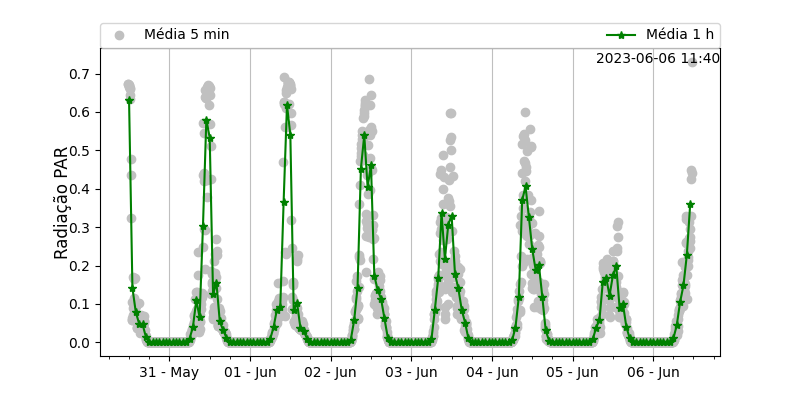 Média 5 min
Média 1 h
2023-06-06 11:40
Radiação PAR
0.7
0.6
0.5
0.4
0.3
0.2
0.1
0.0
31 - May
01 - Jun
02 - Jun
03 - Jun
04 - Jun
05 - Jun
06 - Jun